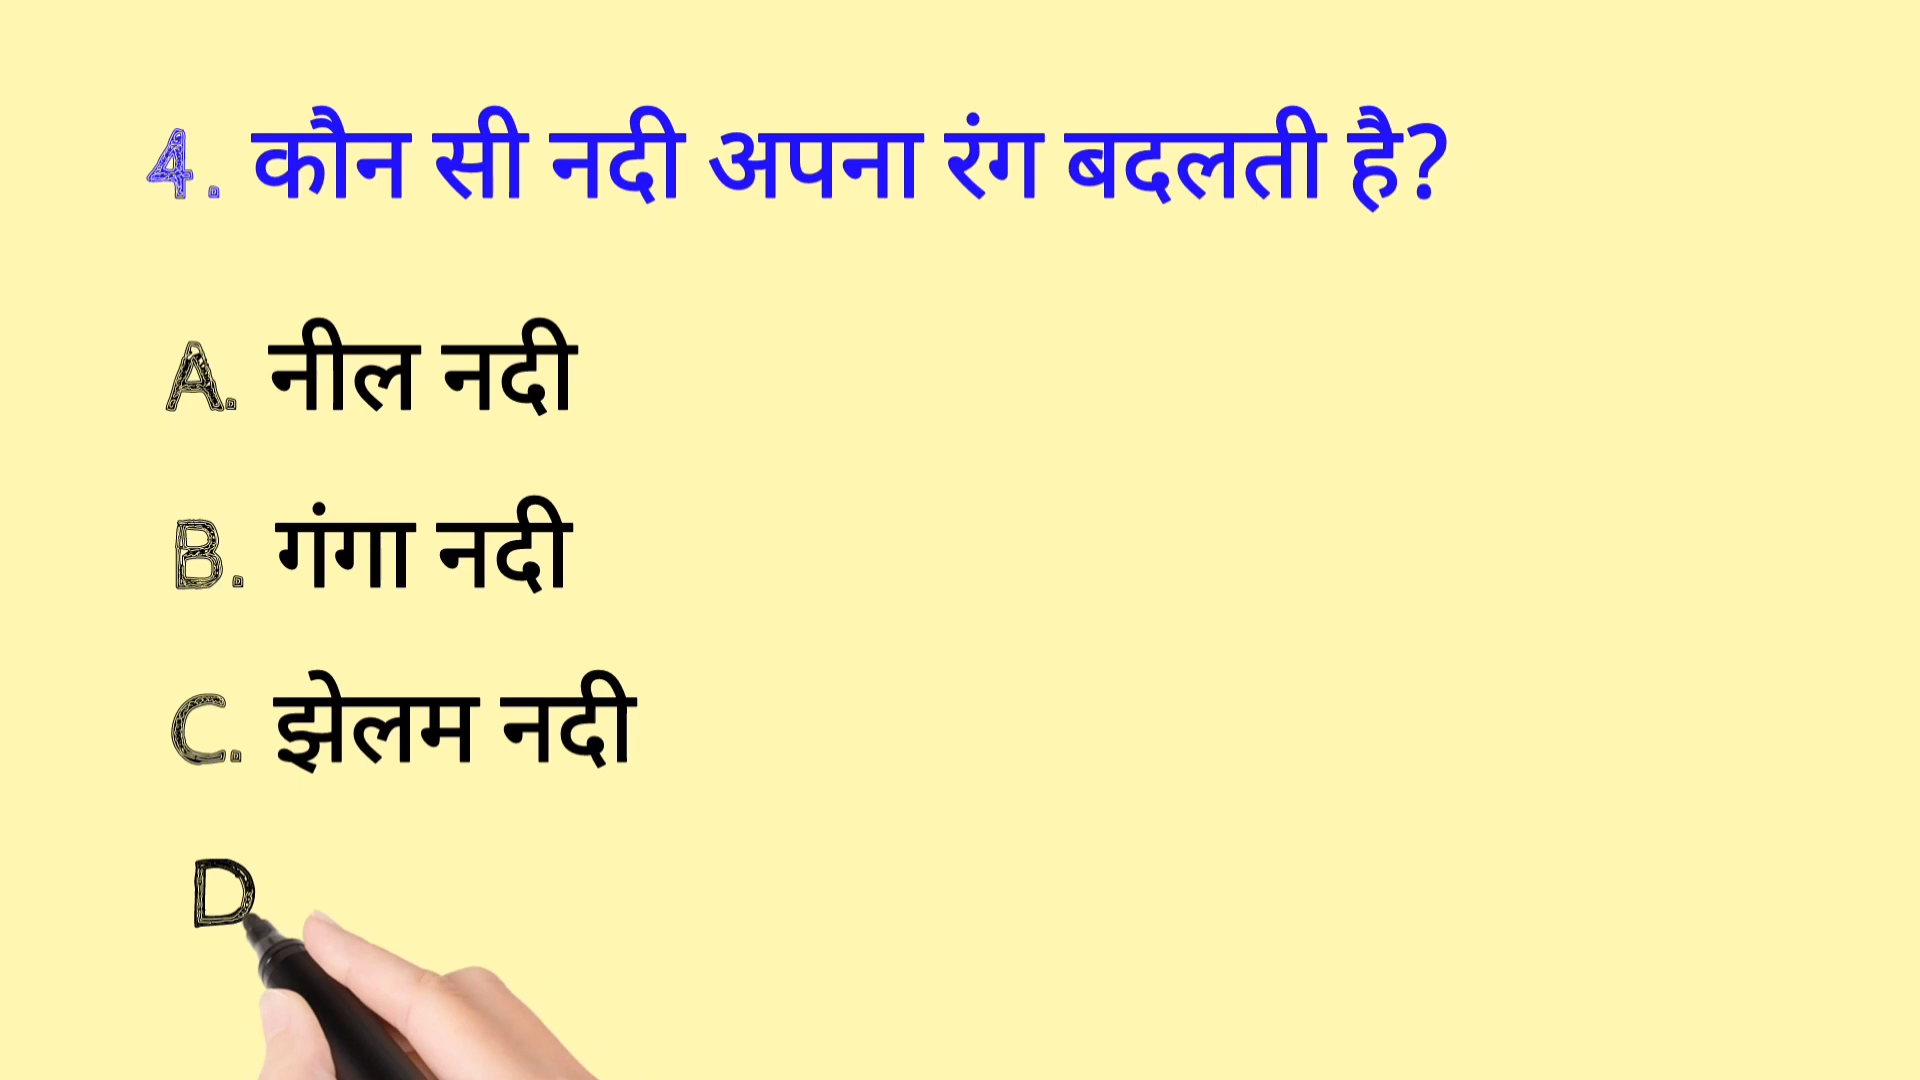 4. कौन सी नदी अपना रंग बदलती है?
A. नील नदी
B. गंगा नदी
C. झेलम नदी
D